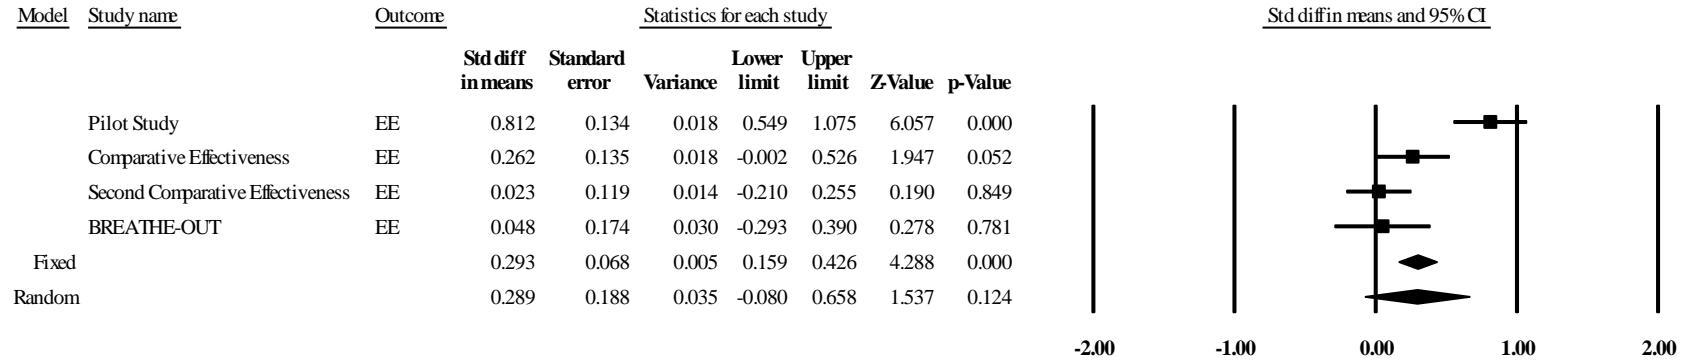 Model Study name Outcome Statistics for each study Std diff in means and 95% CI
Std diff in means Standard error Variance Lower limit Upper limit Z-Value p-Value
Pilot Study EE 0.812 0.134 0.018 0.549 1.075 6.057 0.000
Comparative Effectiveness EE 0.262 0.135 0.018 -0.002 0.526 1.947 0.052
Second Comparative Effectiveness EE 0.023 0.119 0.014 -0.210 0.255 0.190 0.849
BREATHE-OUT EE 0.048 0.174 0.030 -0.293 0.390 0.278 0.781
Fixed 0.293 0.068 0.005 0.159 0.426 4.288 0.000
Random 0.289 0.188 0.035 -0.080 0.658 1.537 0.124
-2.00 -1.00 0.00 1.00 2.00